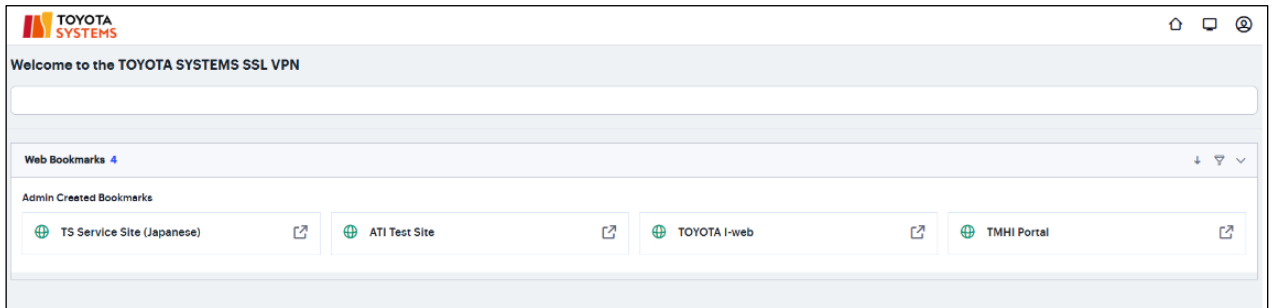 TOYOTA
SYSTEMS
Welcome to the TOYOTA SYSTEMS SSL VPN
Web Bookmarks 4
Admin Created Bookmarks
TS Service Site (Japanese)
ATI Test Site
TOYOTA I-web
TMHI Portal